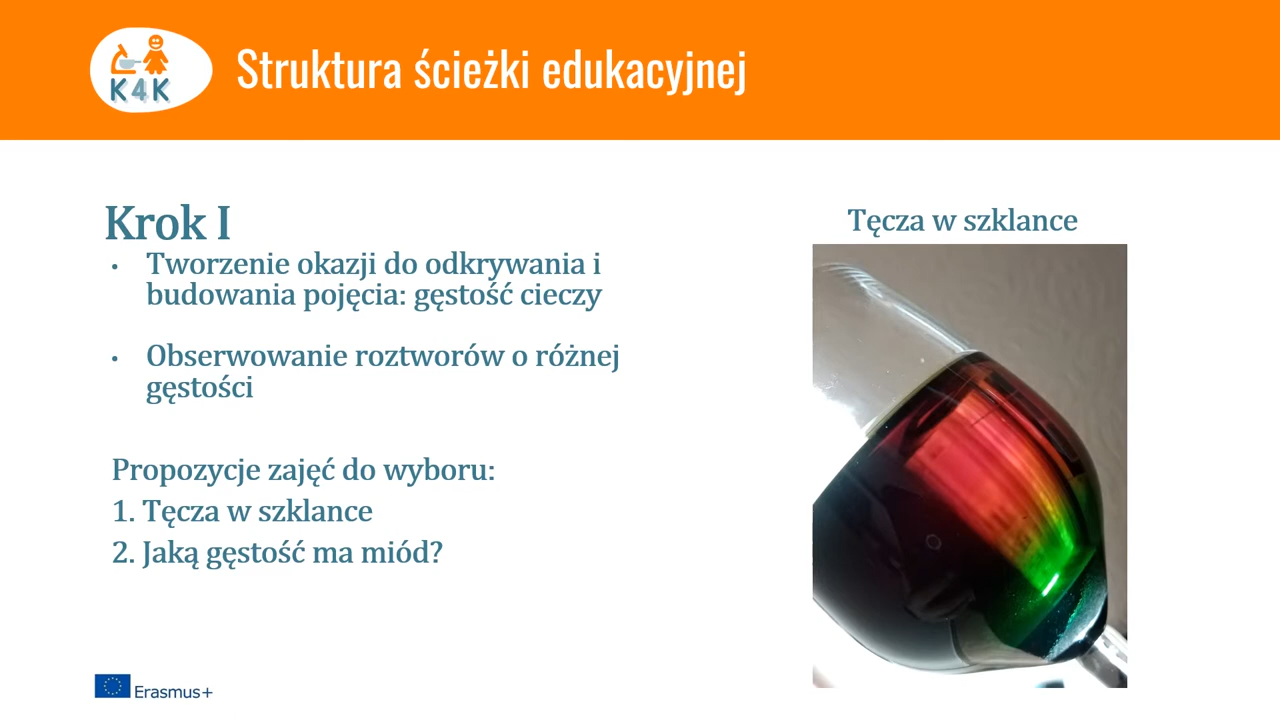 K4K
Struktura ścieżki edukacyjnej
Krok I
• Tworzenie okazji do odkrywania i
budowania pojęcia: gęstość cieczy
• Obserwowanie roztworów o różnej
gęstości
Propozycje zajęć do wyboru:
1. Tęcza w szklance
2. Jaką gęstość ma miód?
Tęcza w szklance
Erasmus+